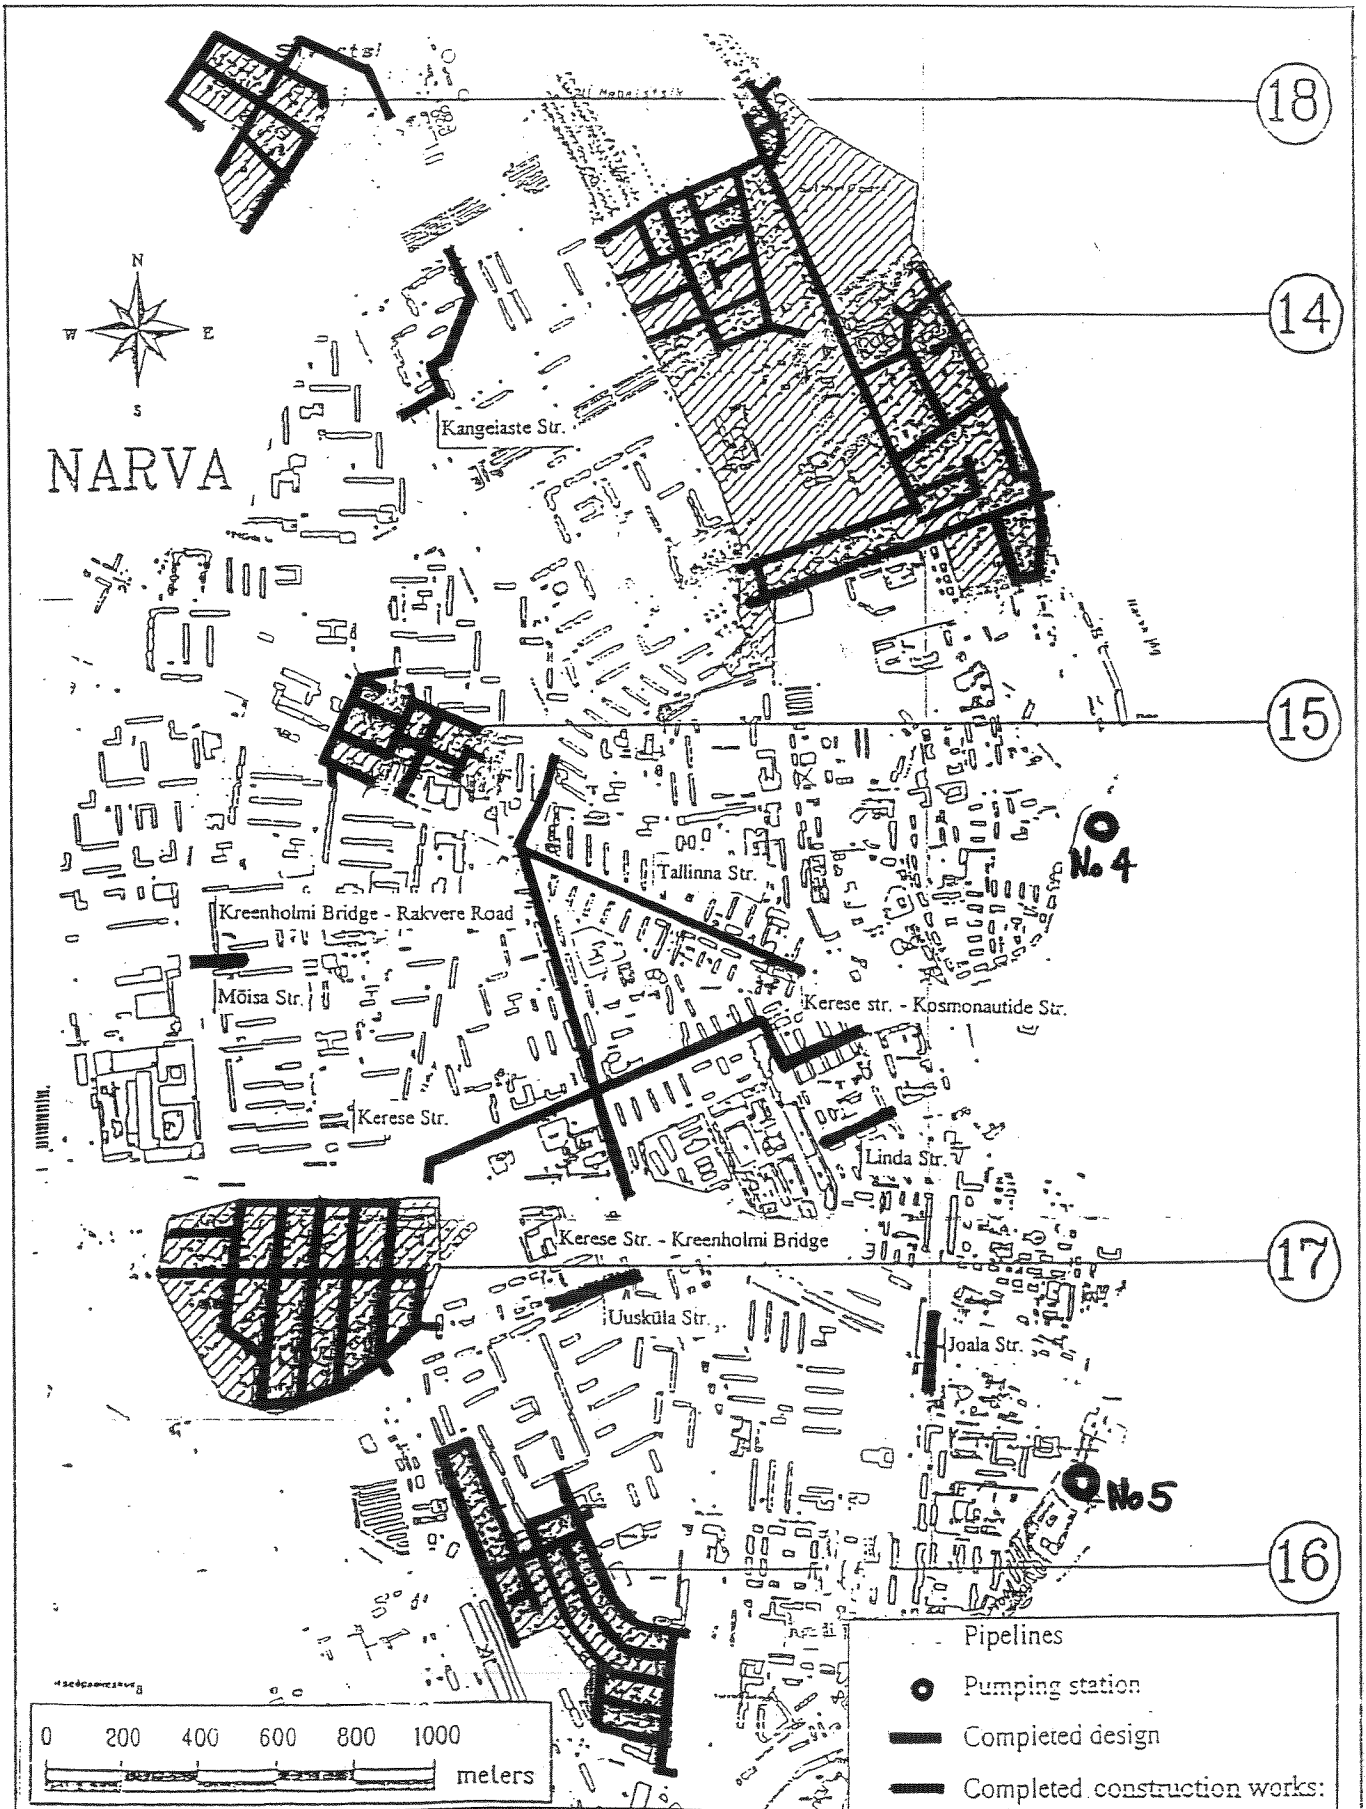 18
N
W E
S
14
Kangeiaste Str.
NARVA
15
No 4
Tallinna Str.
Kreenholmi Bridge - Rakvere Road
Mõisa Str.
Kerese str. - Kosmonautide Str.
Kerese Str.
Linda Str.
Kerese Str. - Kreenholmi Bridge
17
Uusküla Str.
Joala Str.
No 5
16
Pipelines
Pumping station
Completed design
Completed construction works:
0 200 400 600 800 1000
meters